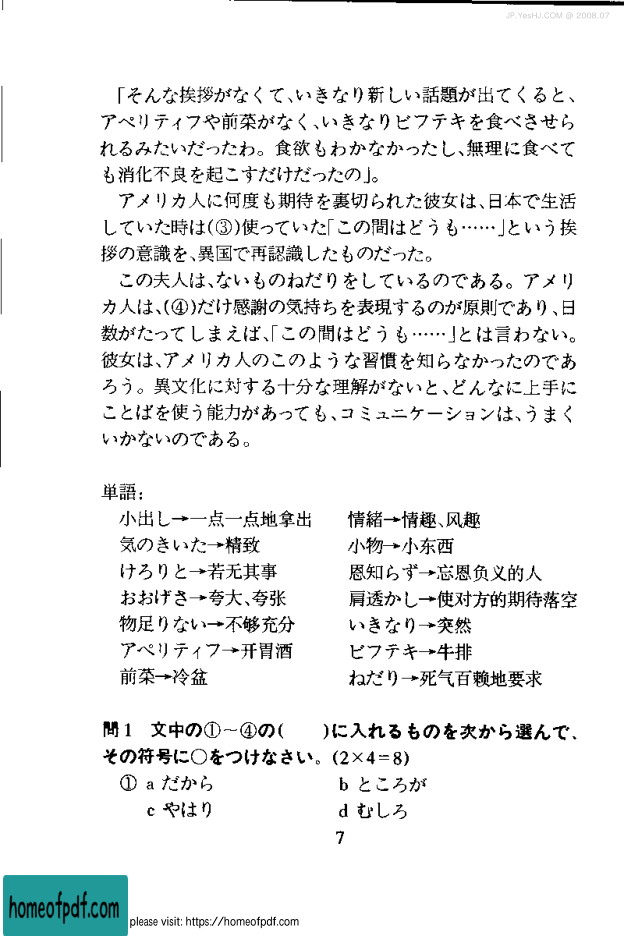 JP.YesHJ.COM @ 2008.07
「そんな挨拶がなくて、いきなり新しい話題が出てくると、
アペリティフや前菜がなく、いきなりビフテキを食べさせら
れるみたいだったわ。食欲もわかなかったし、無理に食べて
も消化不良を起こすだけだったの」。
アメリカ人に何度も期待を裏切られた彼女は、日本で生活
していた時は(③)使っていた「この間はどうも……」という挨
拶の意識を、異国で再認識したものだった。
この夫人は、ないものねだりをしているのである。アメリ
カ人は、(④)だけ感謝の気持ちを表現するのが原則であり、日
数がたってしまえば、「この間はどうも……」とは言わない。
彼女は、アメリカ人のこのような習慣を知らなかったのであ
ろう。異文化に対する十分な理解がないと、どんなに上手に
ことばを使う能力があっても、コミュニケーションは、うまく
いかないのである。
単語:
小出し→一点一点地拿出　情緒→情趣、风趣
気のきいた→精致　小物→小东西
けろりと→若无其事　恩知らず→忘恩负义的人
おおげさ→夸大、夸张　肩透かし→使对方的期待落空
物足りない→不够充分　いきなり→突然
アペリティフ→开胃酒　ビフテキ→牛排
前菜→冷盆　ねだり→死气百赖地要求
問1　文中の①～④の(　　)に入れるものを次から選んで、
その符号に○をつけなさい。(2×4=8)
① a だから　b ところが
c やはり　d むしろ
7
homeofpdf.com
please visit: https://homeofpdf.com